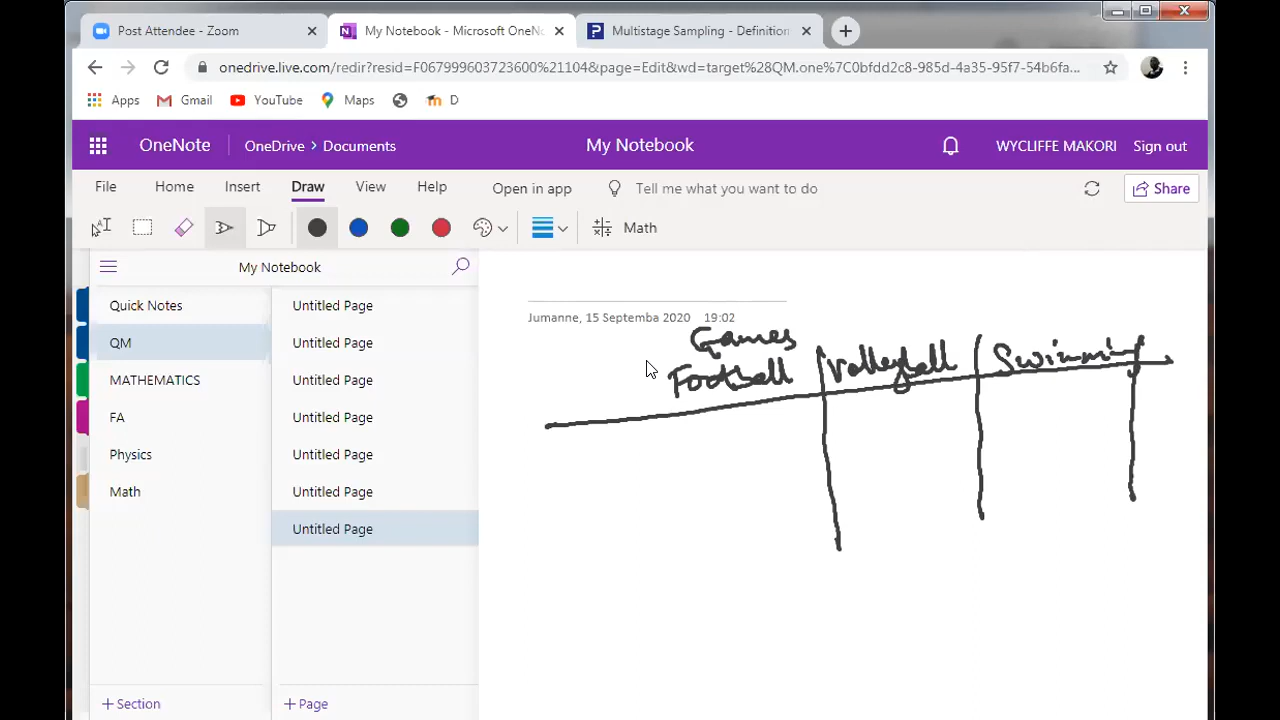 Post Attendee - Zoom
My Notebook - Microsoft OneNo
Multistage Sampling - Definition
onedrive.live.com/redir?resid=F067999603723600%21104&page=Edit&wd=target%28QM.one%7C0bfdd2c8-985d-4a35-95f7-54b6fa...
Apps Gmail YouTube Maps D
OneNote OneDrive > Documents My Notebook WYCLIFFE MAKORI Sign out
File Home Insert Draw View Help Open in app Tell me what you want to do Share
Math
My Notebook
Quick Notes
QM
MATHEMATICS
FA
Physics
Math
+ Section
Untitled Page
Untitled Page
Untitled Page
Untitled Page
Untitled Page
Untitled Page
Untitled Page
+ Page
Jumanne, 15 Septemba 2020 19:02
Games
Football Volleyball Swimmin